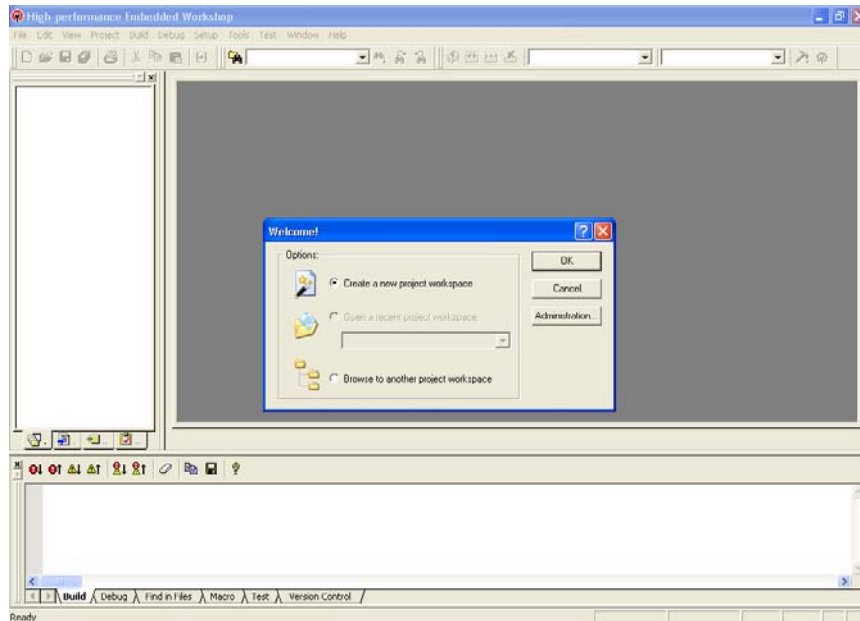 High-performance Embedded Workshop
File Edit View Project Build Debug Setup Tools Test Window Help
Welcome!
Options:
Create a new project workspace
Open a recent project workspace:
Browse to another project workspace
OK
Cancel
Administration...
Build Debug Find in Files Macro Test Version Control
Ready